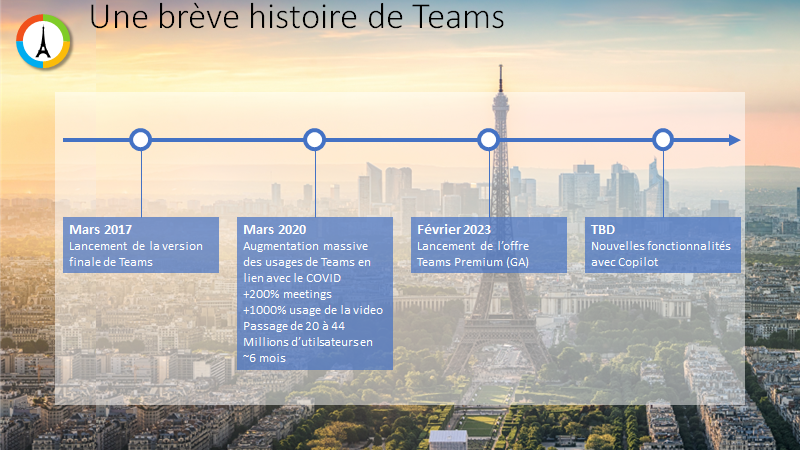 Une brève histoire de Teams
Mars 2017
Lancement de la version
finale de Teams
Mars 2020
Augmentation massive
des usages de Teams en
lien avec le COVID
+200% meetings
+1000% usage de la video
Passage de 20 à 44
Millions d’utilsateurs en
~6 mois
Février 2023
Lancement de l’offre
Teams Premium (GA)
TBD
Nouvelles fonctionnalités
avec Copilot